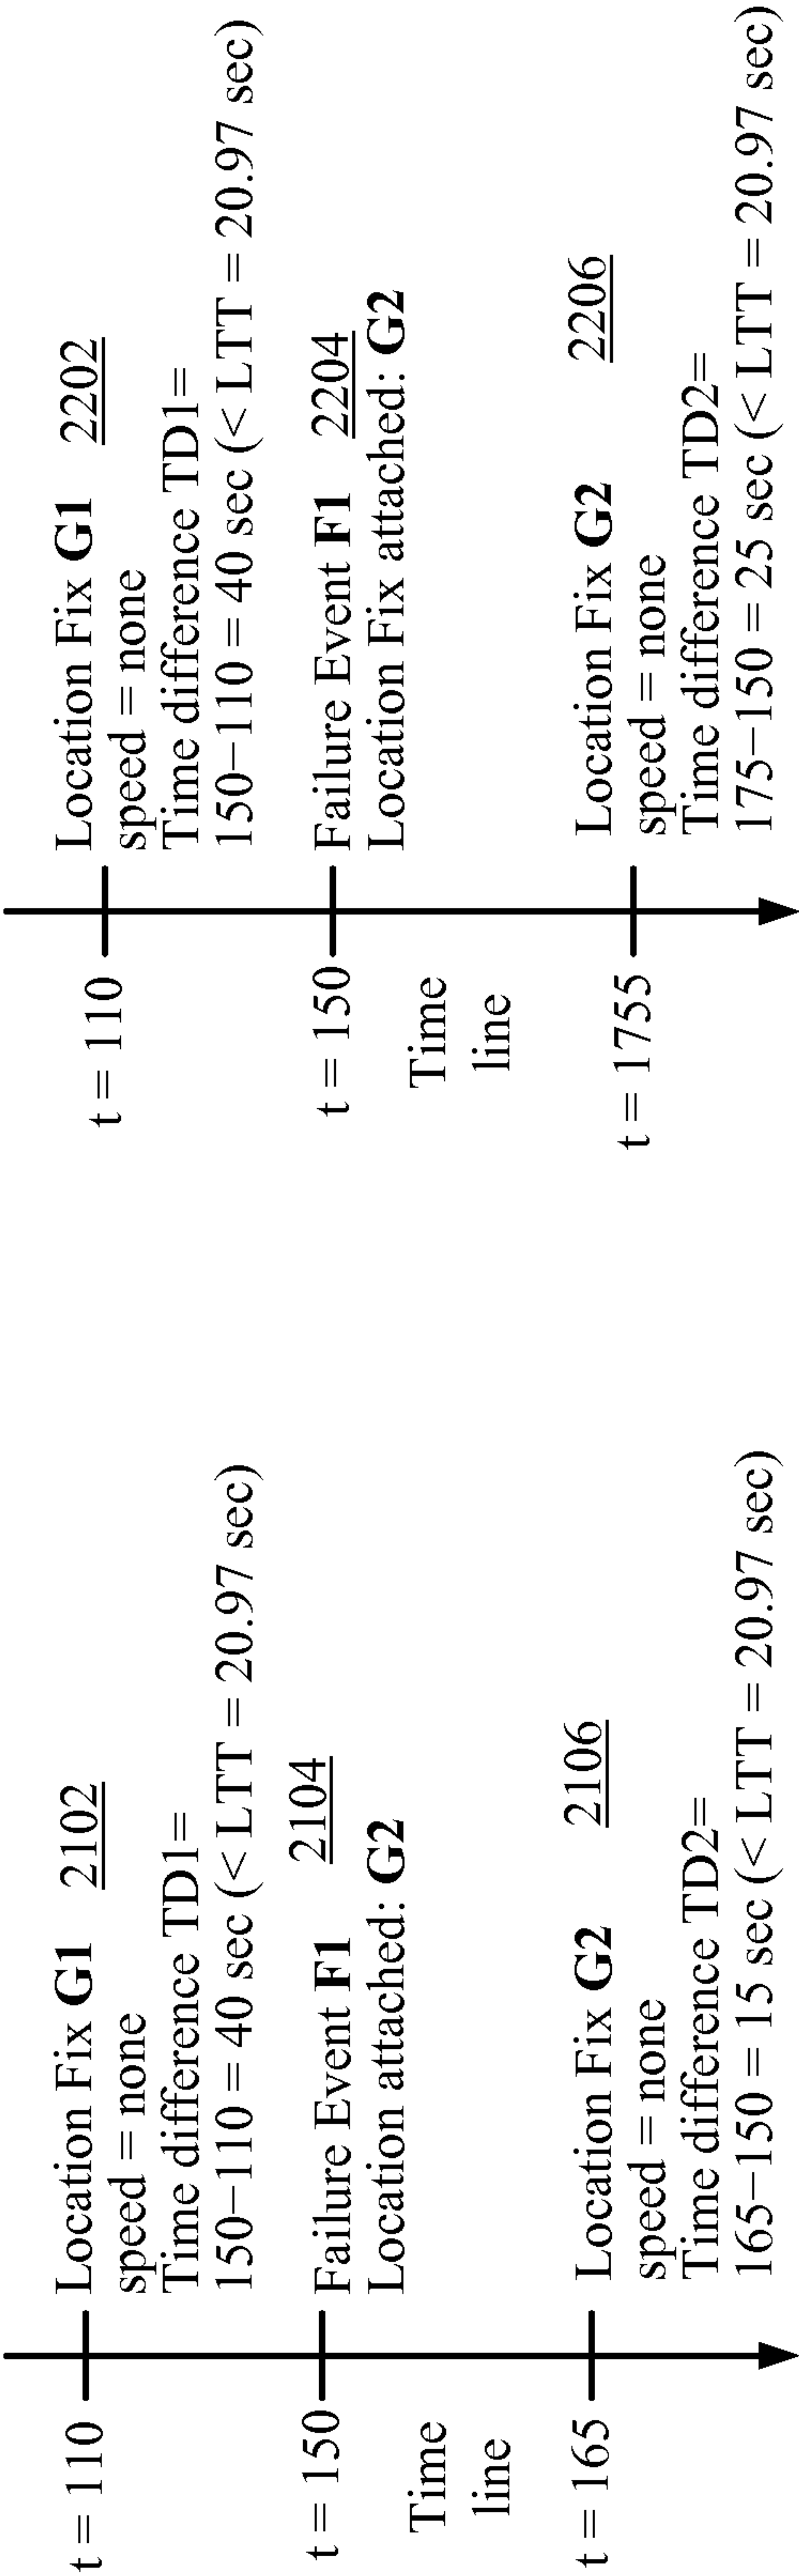 t = 110
Location Fix G1 2102
speed = none
Time difference TD1=
150−110 = 40 sec (< LTT = 20.97 sec)
t = 150
Failure Event F1 2104
Location attached: G2
Time
line
t = 165
Location Fix G2 2106
speed = none
Time difference TD2=
165−150 = 15 sec (< LTT = 20.97 sec)
t = 110
Location Fix G1 2202
speed = none
Time difference TD1=
150−110 = 40 sec (< LTT = 20.97 sec)
t = 150
Failure Event F1 2204
Location Fix attached: G2
Time
line
t = 1755
Location Fix G2 2206
speed = none
Time difference TD2=
175−150 = 25 sec (< LTT = 20.97 sec)